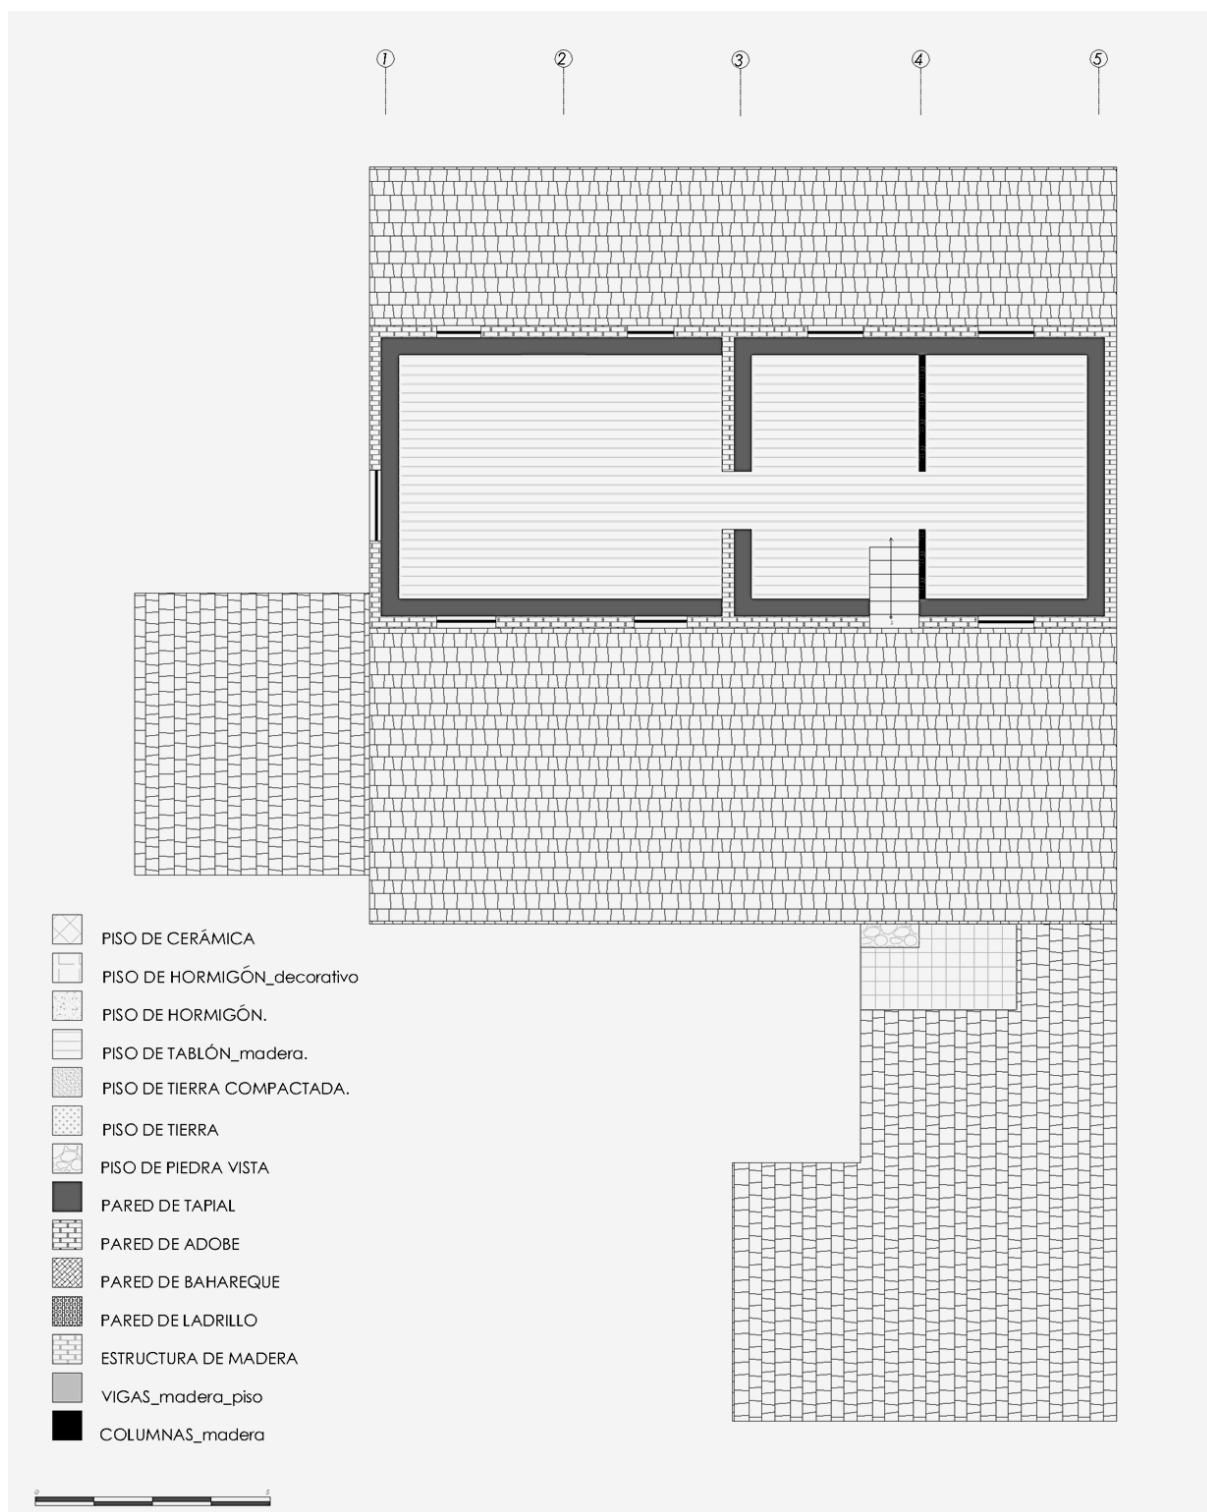 1 2 3 4 5
PISO DE CERÁMICA
PISO DE HORMIGÓN_decorativo
PISO DE HORMIGÓN.
PISO DE TABLÓN_madera.
PISO DE TIERRA COMPACTADA.
PISO DE TIERRA
PISO DE PIEDRA VISTA
PARED DE TAPIAL
PARED DE ADOBE
PARED DE BAHAREQUE
PARED DE LADRILLO
ESTRUCTURA DE MADERA
VIGAS_madera_piso
COLUMNAS_madera
0 5